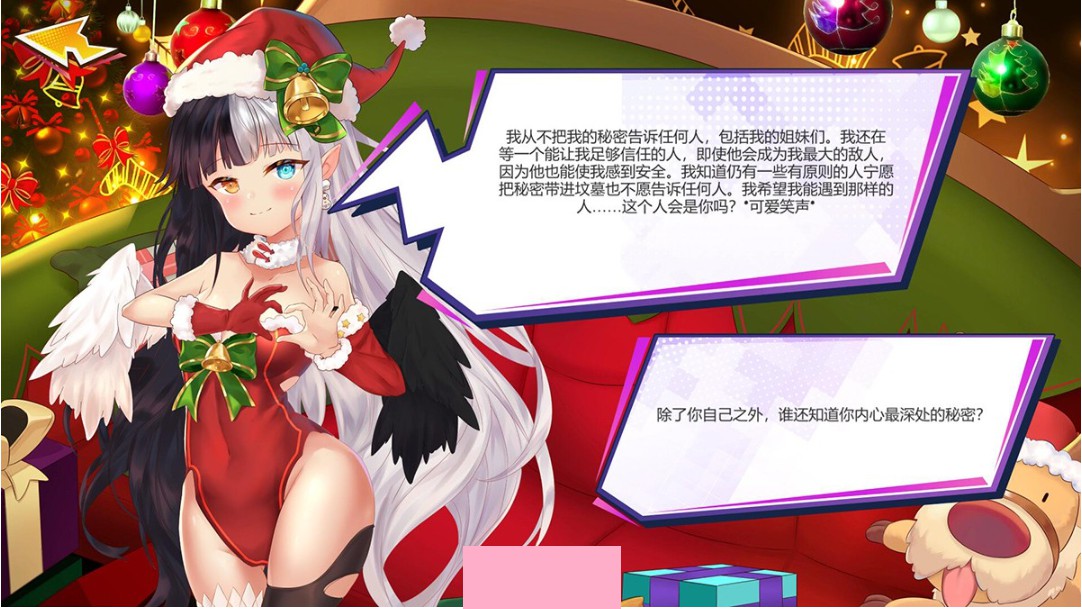 我从不把我的秘密告诉任何人，包括我的姐妹们。我还在
等一个能让我足够信任的人，即使他会成为我最大的敌人，
因为他也能使我感到安全。我知道仍有一些有原则的人宁愿
把秘密带进坟墓也不愿告诉任何人。我希望我能遇到那样的
人……这个人会是你吗？*可爱笑声*
除了你自己之外，谁还知道你内心最深处的秘密？